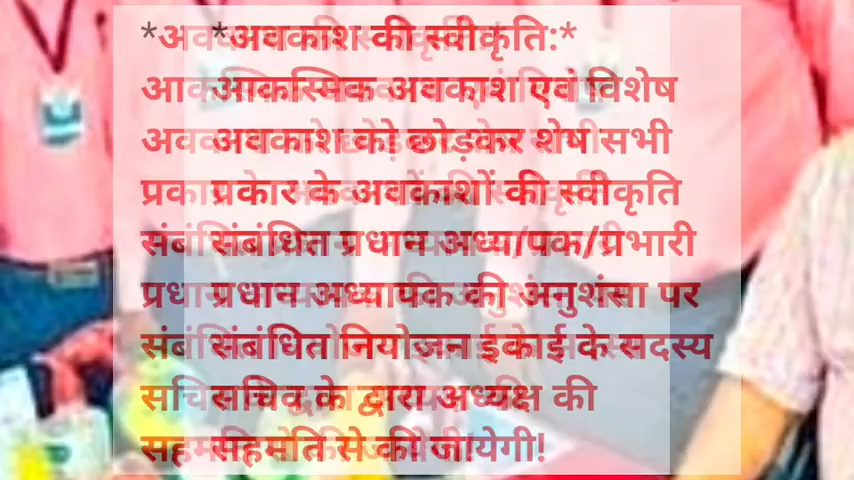 *अवकाश की स्वीकृति:*
आकस्मिक अवकाश एवं विशेष
अवकाश को छोड़कर शेष सभी
प्रकार के अवकाशों की स्वीकृति
संबंधित प्रधान अध्यापक/प्रभारी
प्रधान अध्यापक की अनुशंसा पर
संबंधित नियोजन ईकाई के सदस्य
सचिव के द्वारा अध्यक्ष की
सहमति से की जायेगी!